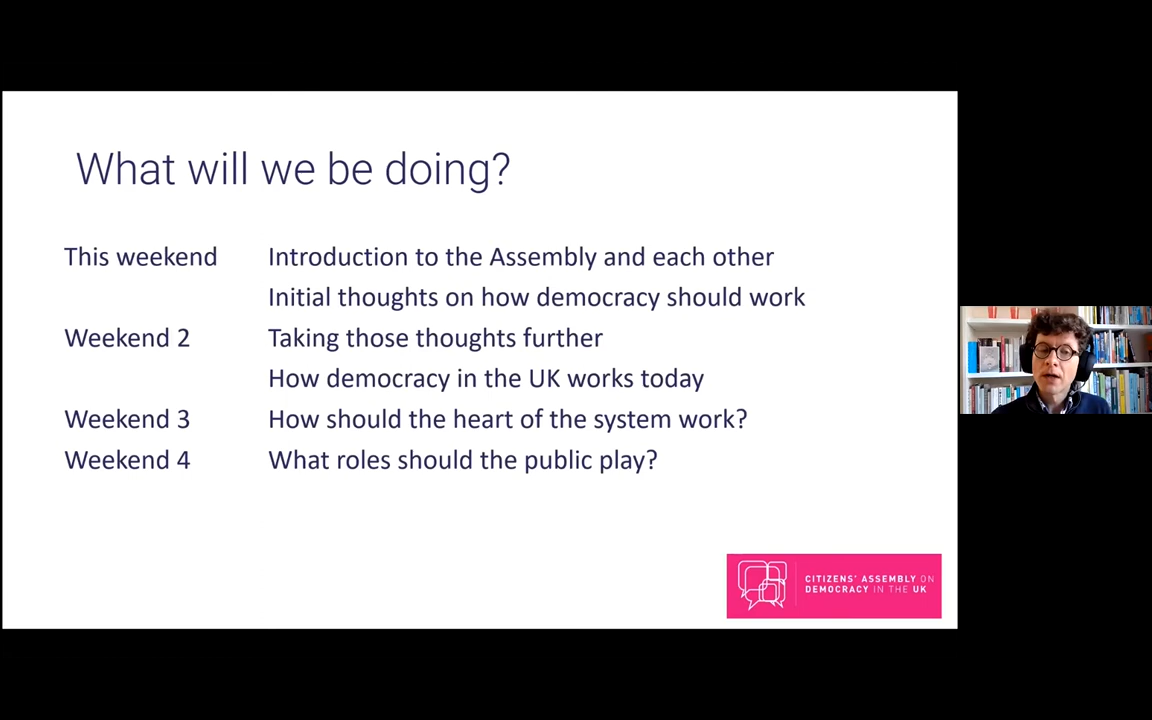 What will we be doing?
This weekend Introduction to the Assembly and each other
Initial thoughts on how democracy should work
Weekend 2 Taking those thoughts further
How democracy in the UK works today
Weekend 3 How should the heart of the system work?
Weekend 4 What roles should the public play?
CITIZENS' ASSEMBLY ON
DEMOCRACY IN THE UK